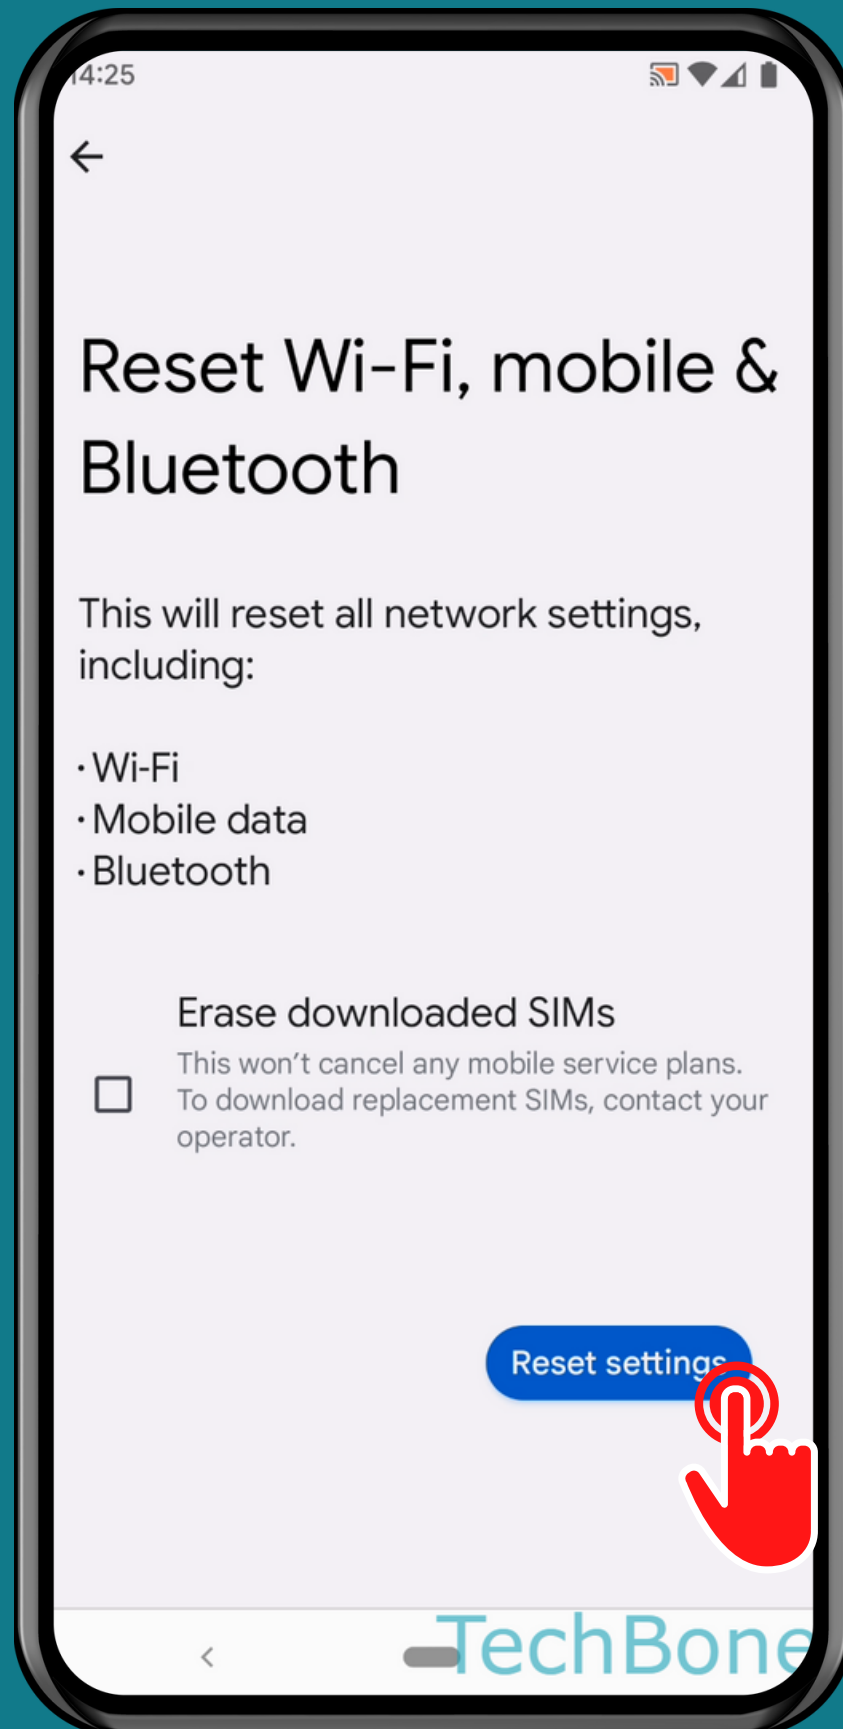 14:25
Reset Wi-Fi, mobile &
Bluetooth
This will reset all network settings,
including:
· Wi-Fi
· Mobile data
· Bluetooth
Erase downloaded SIMs
This won't cancel any mobile service plans.
To download replacement SIMs, contact your
operator.
Reset settings
TechBone